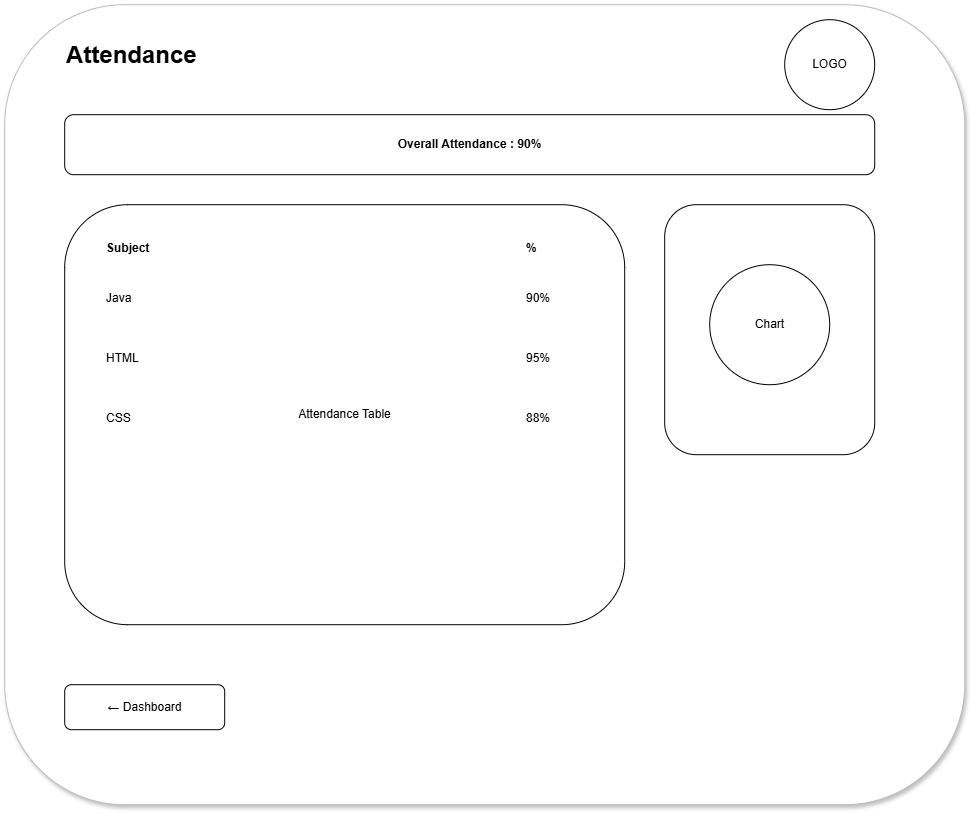 Attendance
LOGO
Overall Attendance : 90%
Subject %
Java 90%
HTML 95%
Chart
CSS 88%
Attendance Table
← Dashboard